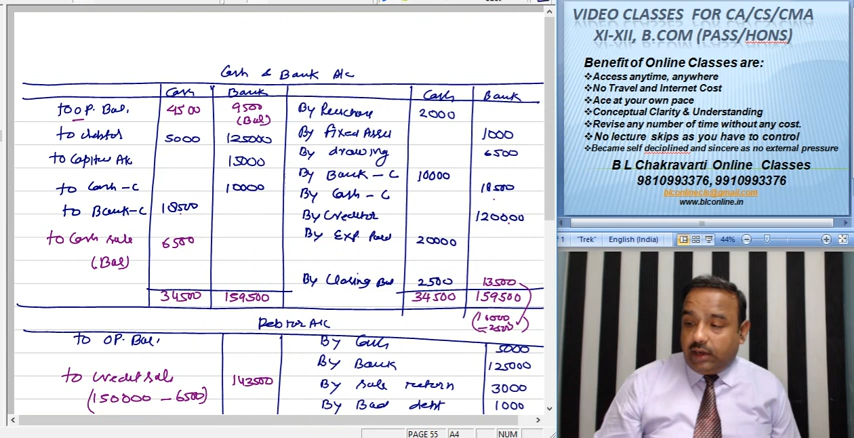 Cash & Bank A/c
Cash Bank Cash Bank
To OP. Bal. 4500 9500 (Bal) By Purchase 2000
To debtor 5000 125000 By Fixed Asset 1000
To Capital A/c 15000 By drawing 6500
To Cash-C 10000 By Bank-C 10000
To Bank-C 18500 By Cash-C 18500
To Cash Sale (Bal) 6500 By Creditor 120000
By Exp. Paid 20000
By Closing Bal 2500 13500
34500 159500 34500 159500
Debtor A/C
To OP. Bal. By Cash 5000
By Bank 125000
To Credit Sale 143500 By Sale return 3000
(150000 - 6500) By Bad debt 1000
VIDEO CLASSES FOR CA/CS/CMA
XI-XII, B.COM (PASS/HONS)
Benefit of Online Classes are:
❖Access anytime, anywhere
❖No Travel and Internet Cost
❖Ace at your own pace
❖Conceptual Clarity & Understanding
❖Revise any number of time without any cost.
❖No lecture skips as you have to control
❖Became self deciplined and sincere as no external pressure
B L Chakravarti Online Classes
9810993376, 9910993376
blconlinecls@gmail.com
www.blconline.in
"Trek" English (India) 44%
PAGE 55 A4 NUM